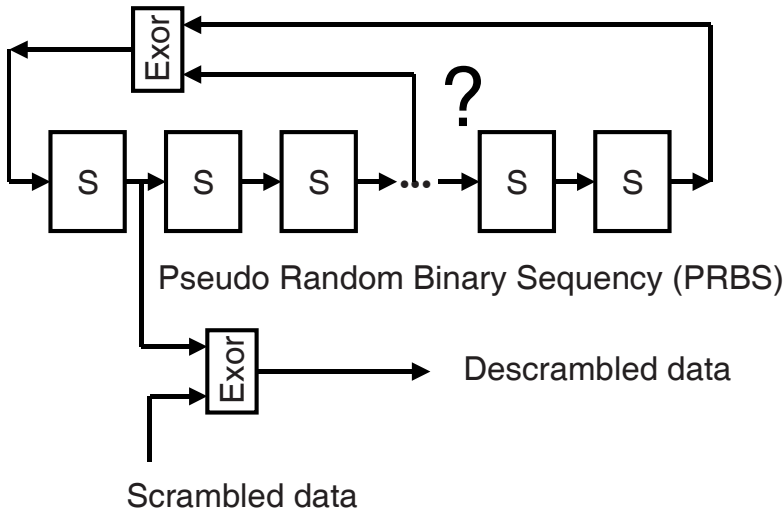 Exor
?
S
S
S
...
S
S
Pseudo Random Binary Sequency (PRBS)
Exor
Descrambled data
Scrambled data